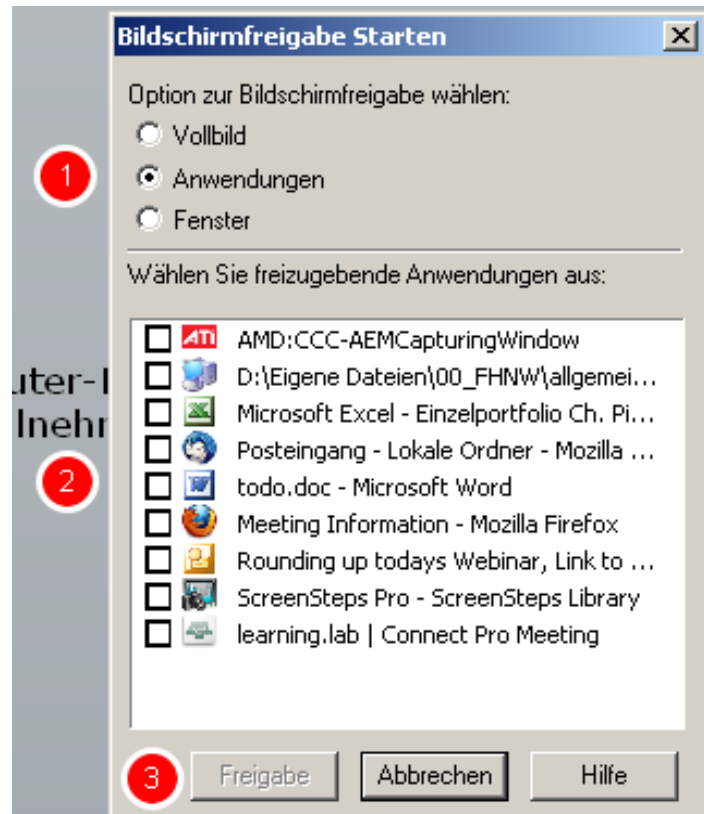 Bildschirmfreigabe Starten
Option zur Bildschirmfreigabe wählen:
Vollbild
1
Anwendungen
Fenster
Wählen Sie freizugebende Anwendungen aus:
ATI AMD:CCC-AEMCapturingWindow
D:\Eigene Dateien\00_FHNW\allgemei...
Microsoft Excel - Einzelportfolio Ch. Pi...
Posteingang - Lokale Ordner - Mozilla ...
2
todo.doc - Microsoft Word
Meeting Information - Mozilla Firefox
Rounding up todays Webinar, Link to ...
ScreenSteps Pro - ScreenSteps Library
learning.lab | Connect Pro Meeting
3 Freigabe Abbrechen Hilfe